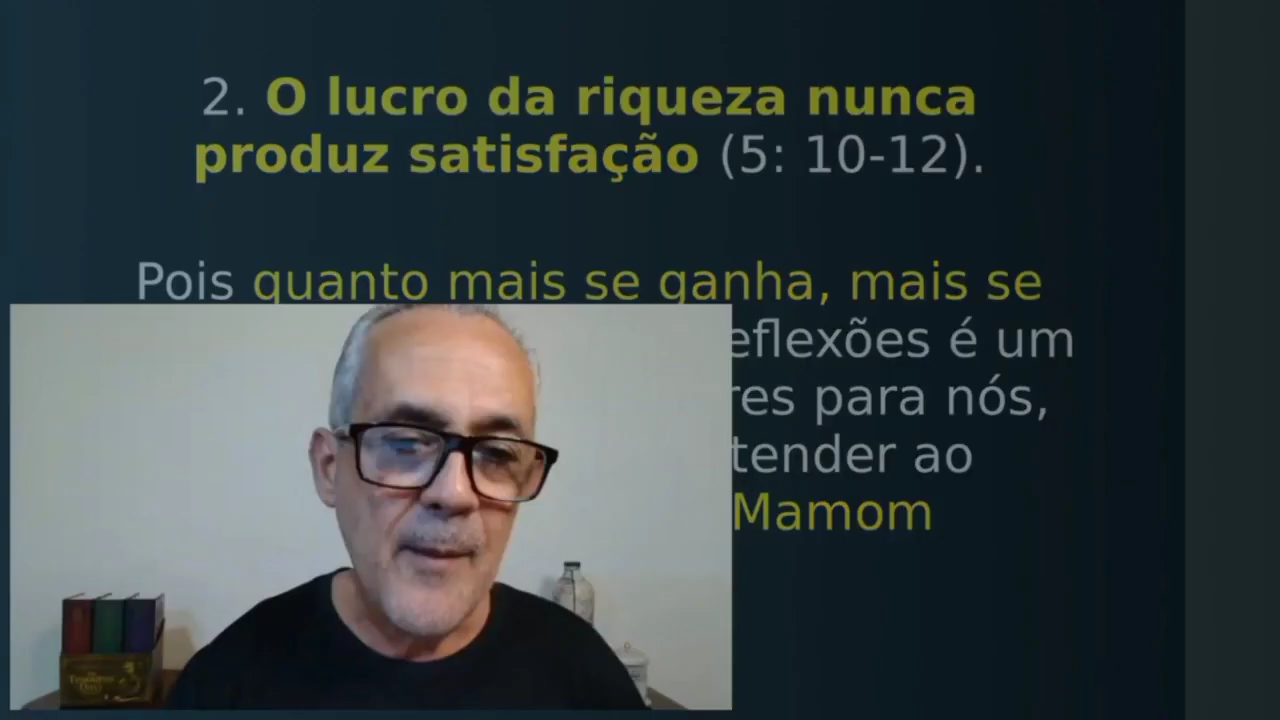 2. O lucro da riqueza nunca
produz satisfação (5: 10-12).
Pois quanto mais se ganha, mais se
eflexões é um
res para nós,
tender ao
Mamom